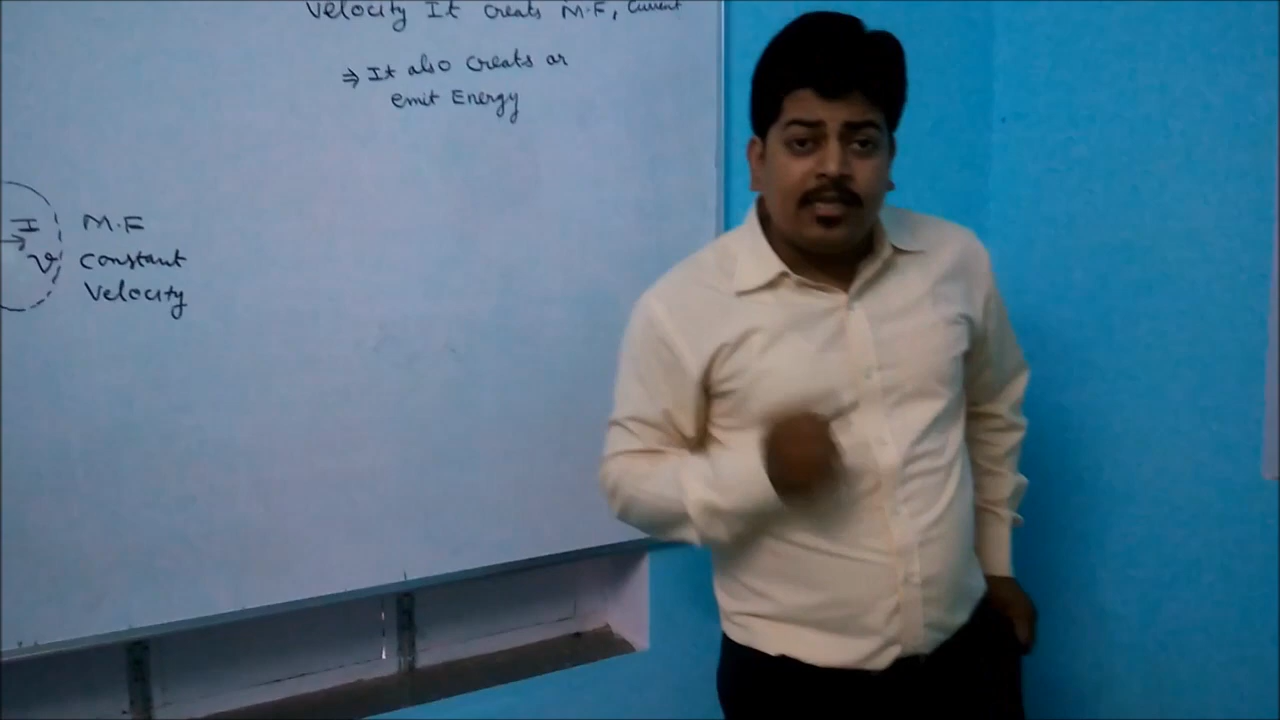 Velocity It creats M.F, Current
⇒ It also creats or
emit Energy
I M.F
v constant
Velocity